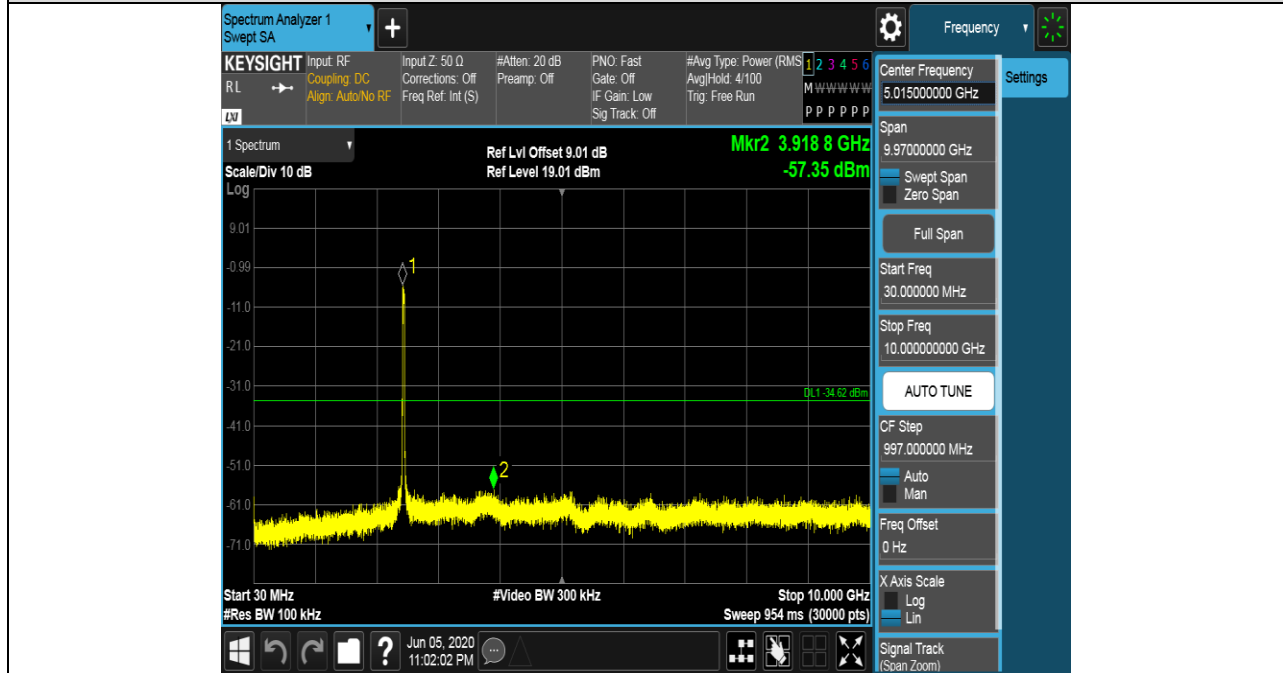 Spectrum Analyzer 1
Swept SA
+
Frequency
KEYSIGHT
RL
LXI
Input: RF
Coupling: DC
Align: Auto/No RF
Input Z: 50 Ω
Corrections: Off
Freq Ref: Int (S)
#Atten: 20 dB
Preamp: Off
PNO: Fast
Gate: Off
IF Gain: Low
Sig Track: Off
#Avg Type: Power (RMS
Avg|Hold: 4/100
Trig: Free Run
1 2 3 4 5 6
M W W W W W
P P P P P P
1 Spectrum
Scale/Div 10 dB
Ref Lvl Offset 9.01 dB
Ref Level 19.01 dBm
Mkr2 3.918 8 GHz
-57.35 dBm
Log
9.01
-0.99
-11.0
-21.0
-31.0
-41.0
-51.0
-61.0
-71.0
1
2
DL1 -34.62 dBm
Start 30 MHz
#Res BW 100 kHz
#Video BW 300 kHz
Stop 10.000 GHz
Sweep 954 ms (30000 pts)
Center Frequency
5.015000000 GHz
Settings
Span
9.97000000 GHz
Swept Span
Zero Span
Full Span
Start Freq
30.000000 MHz
Stop Freq
10.000000000 GHz
AUTO TUNE
CF Step
997.000000 MHz
Auto
Man
Freq Offset
0 Hz
X Axis Scale
Log
Lin
Signal Track
(Span Zoom)
?
Jun 05, 2020
11:02:02 PM